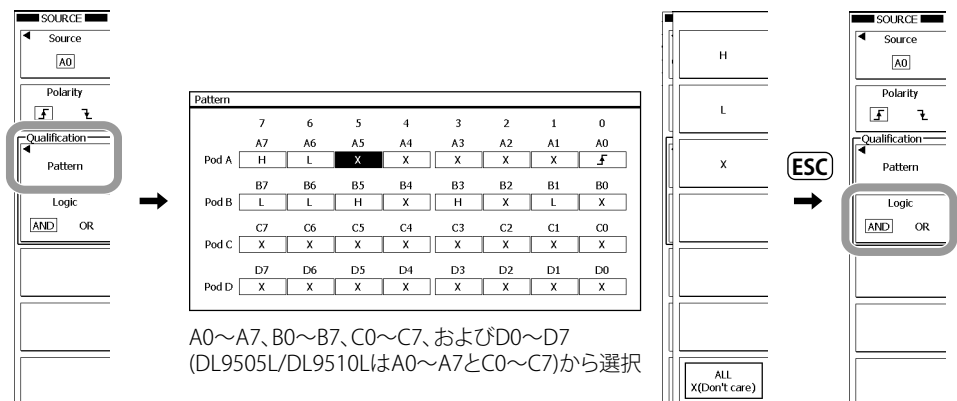 SOURCE
Source
A0
Polarity
Qualification
Pattern
Logic
AND OR
Pattern
7 6 5 4 3 2 1 0
A7 A6 A5 A4 A3 A2 A1 A0
Pod A H L X X X X X
B7 B6 B5 B4 B3 B2 B1 B0
Pod B L L H X H X L X
C7 C6 C5 C4 C3 C2 C1 C0
Pod C X X X X X X X X
D7 D6 D5 D4 D3 D2 D1 D0
Pod D X X X X X X X X
A0〜A7、B0〜B7、C0〜C7、およびD0〜D7
(DL9505L/DL9510LはA0〜A7とC0〜C7)から選択
H
L
X
ALL
X(Don't care)
ESC
SOURCE
Source
A0
Polarity
Qualification
Pattern
Logic
AND OR